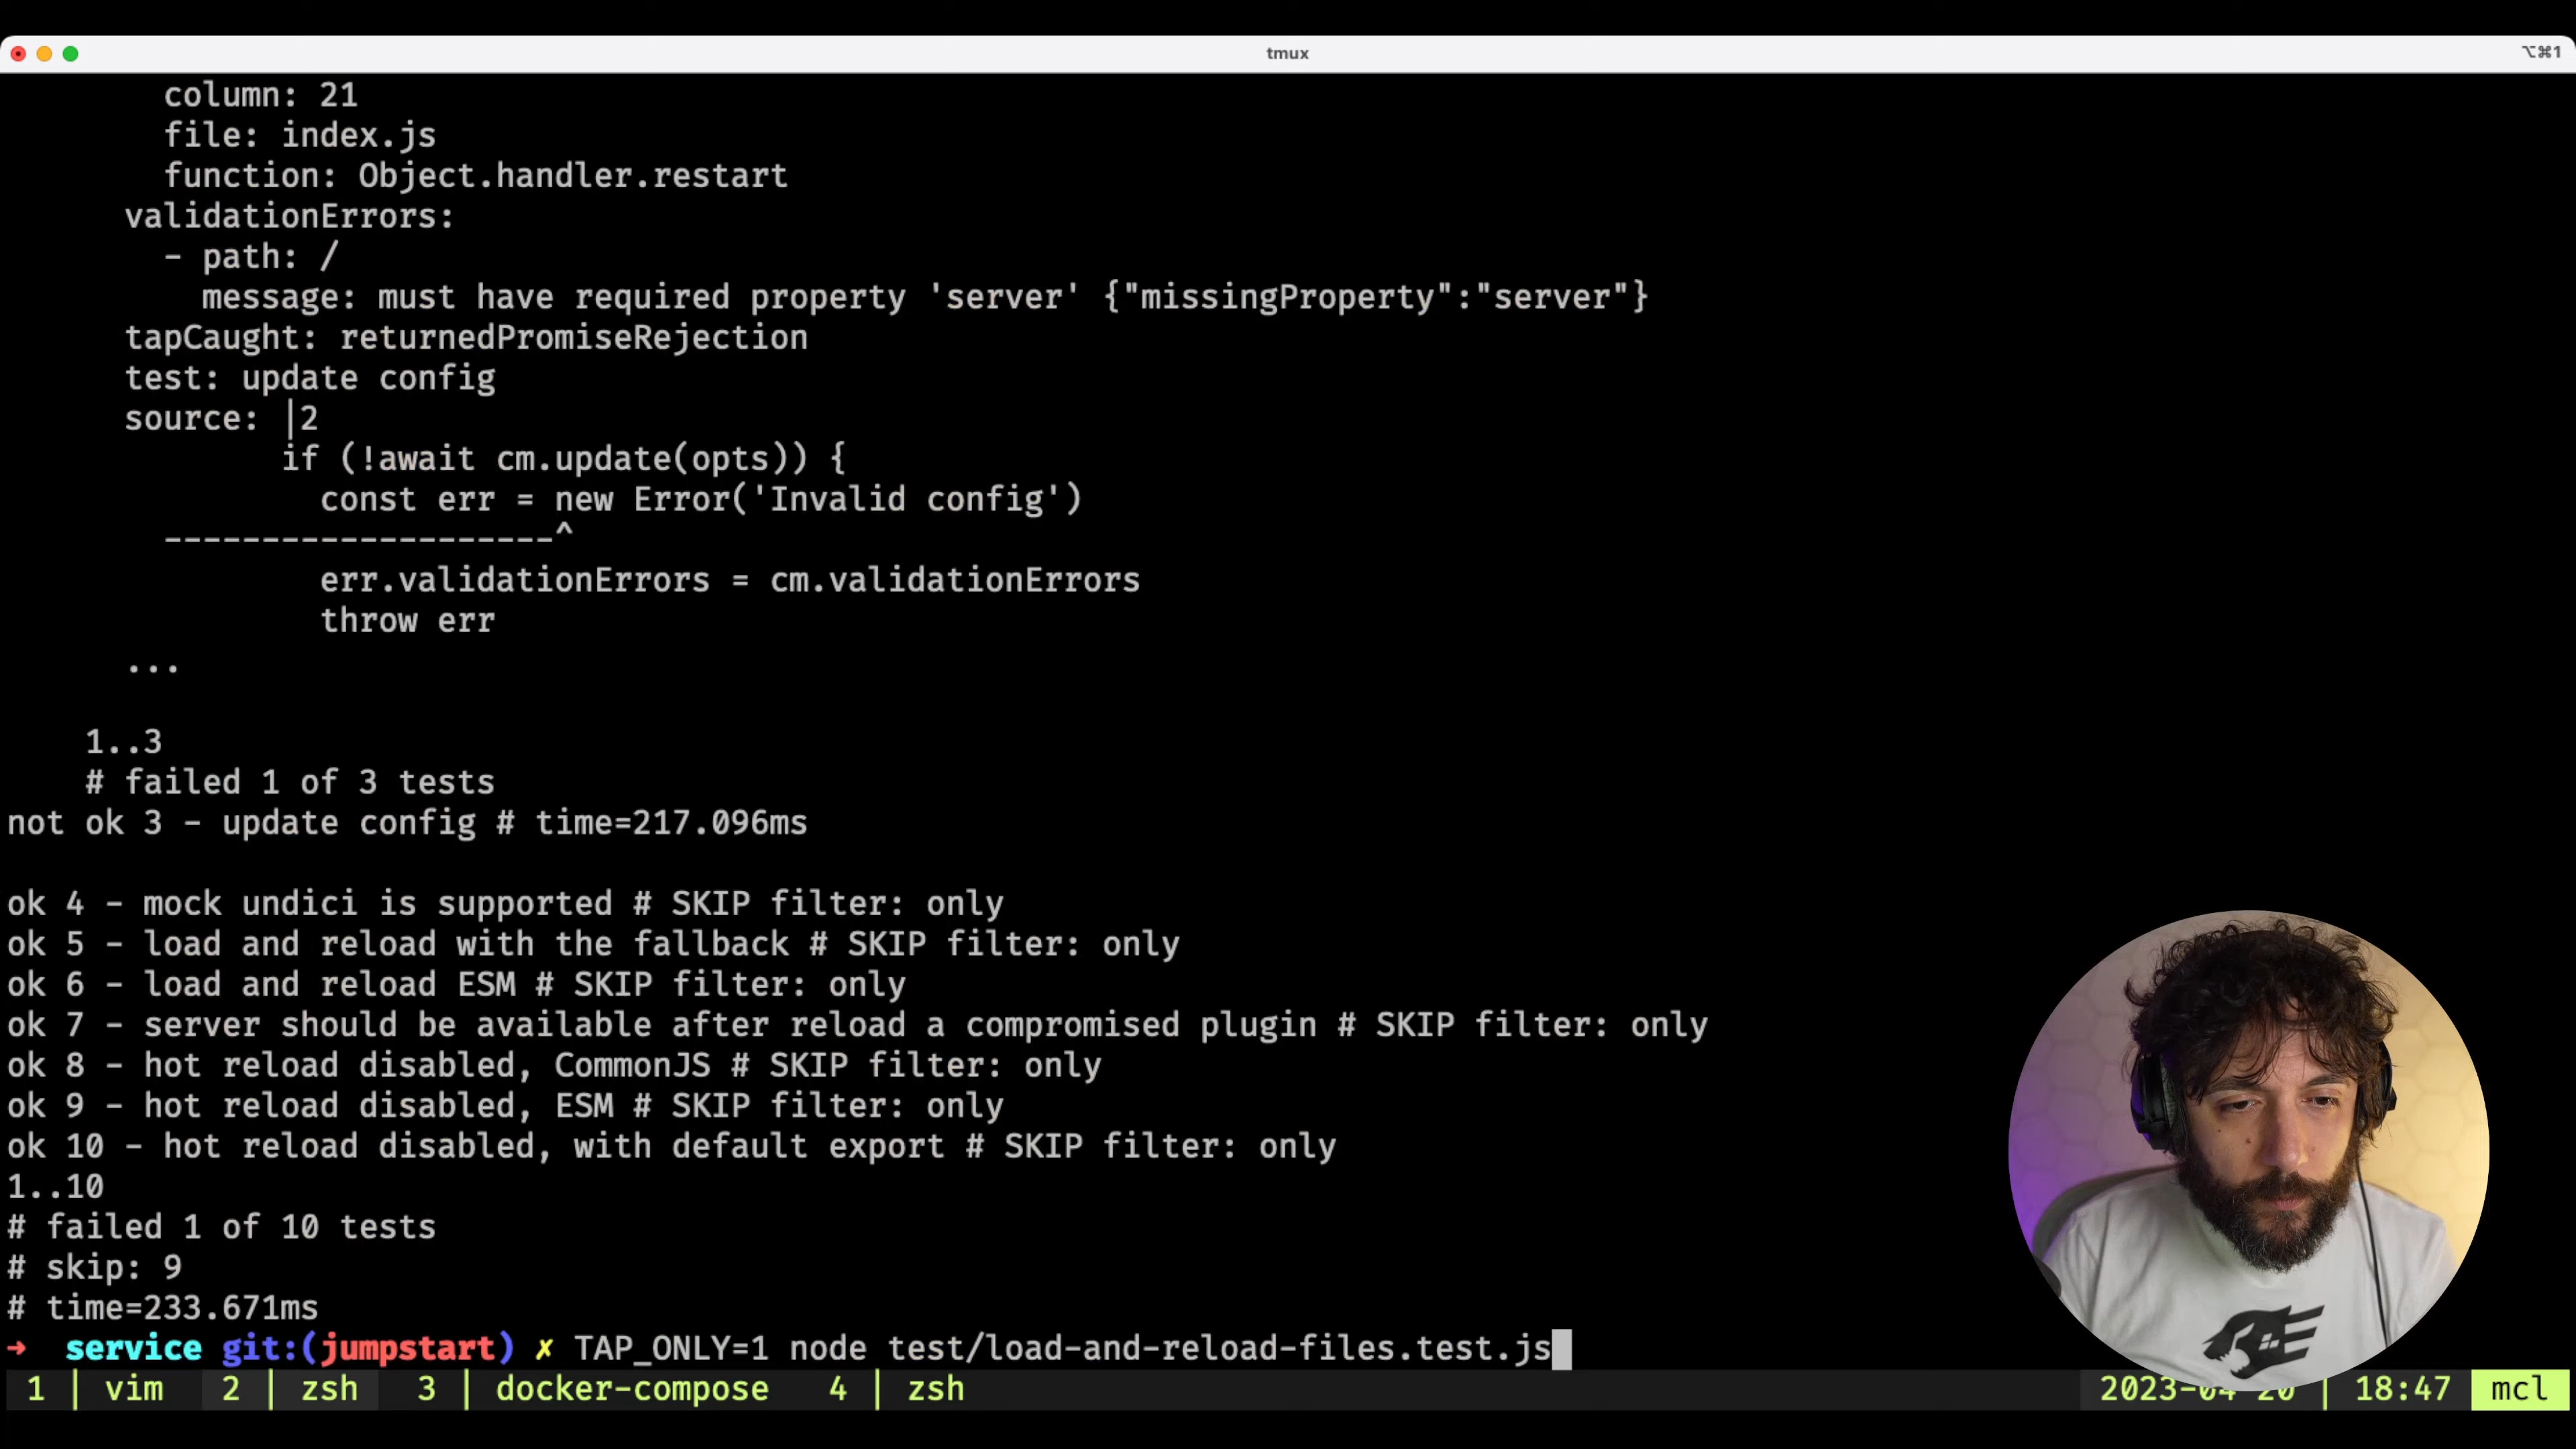 tmux
⌥⌘1
column: 21
file: index.js
function: Object.handler.restart
validationErrors:
- path: /
message: must have required property 'server' {"missingProperty":"server"}
tapCaught: returnedPromiseRejection
test: update config
source: |2
if (!await cm.update(opts)) {
const err = new Error('Invalid config')
--------------------^
err.validationErrors = cm.validationErrors
throw err
...
1..3
# failed 1 of 3 tests
not ok 3 - update config # time=217.096ms
ok 4 - mock undici is supported # SKIP filter: only
ok 5 - load and reload with the fallback # SKIP filter: only
ok 6 - load and reload ESM # SKIP filter: only
ok 7 - server should be available after reload a compromised plugin # SKIP filter: only
ok 8 - hot reload disabled, CommonJS # SKIP filter: only
ok 9 - hot reload disabled, ESM # SKIP filter: only
ok 10 - hot reload disabled, with default export # SKIP filter: only
1..10
# failed 1 of 10 tests
# skip: 9
# time=233.671ms
➜ service git:(jumpstart) ✗ TAP_ONLY=1 node test/load-and-reload-files.test.js
1 | vim 2 | zsh 3 | docker-compose 4 | zsh 2023-04-20 | 18:47 mcl